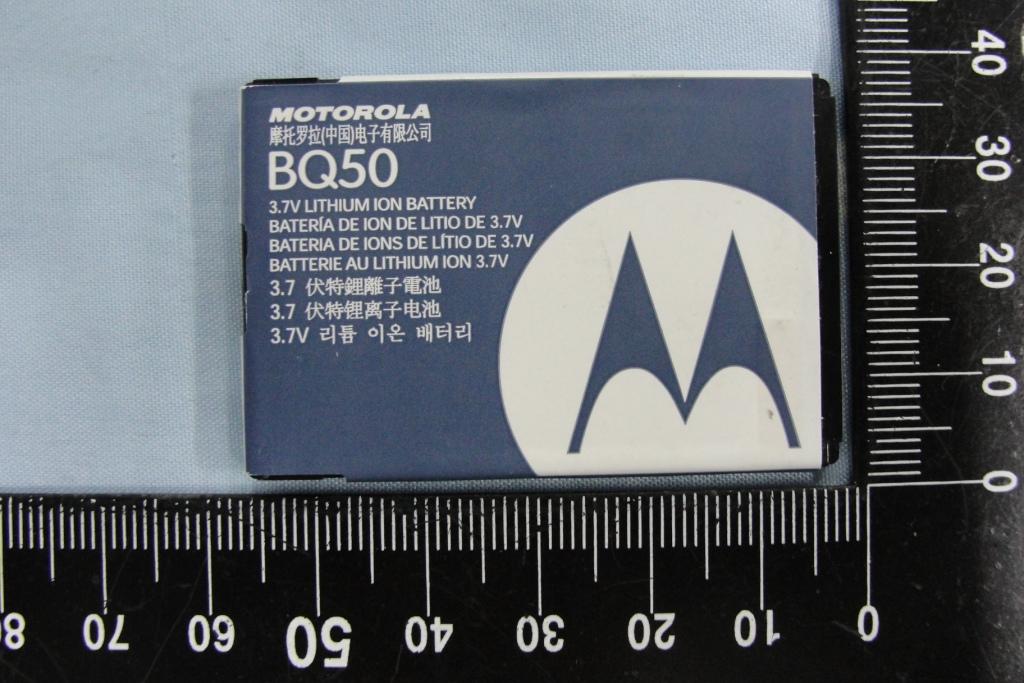 MOTOROLA
摩托罗拉(中国)电子有限公司
BQ50
3.7V LITHIUM ION BATTERY
BATERÍA DE ION DE LITIO DE 3.7V
BATERIA DE IONS DE LÍTIO DE 3.7V
BATTERIE AU LITHIUM ION 3.7V
3.7 伏特鋰離子電池
3.7 伏特锂离子电池
3.7V 리튬 이온 배터리
40
30
20
10
0
80 70 60 50 40 30 20 10 0